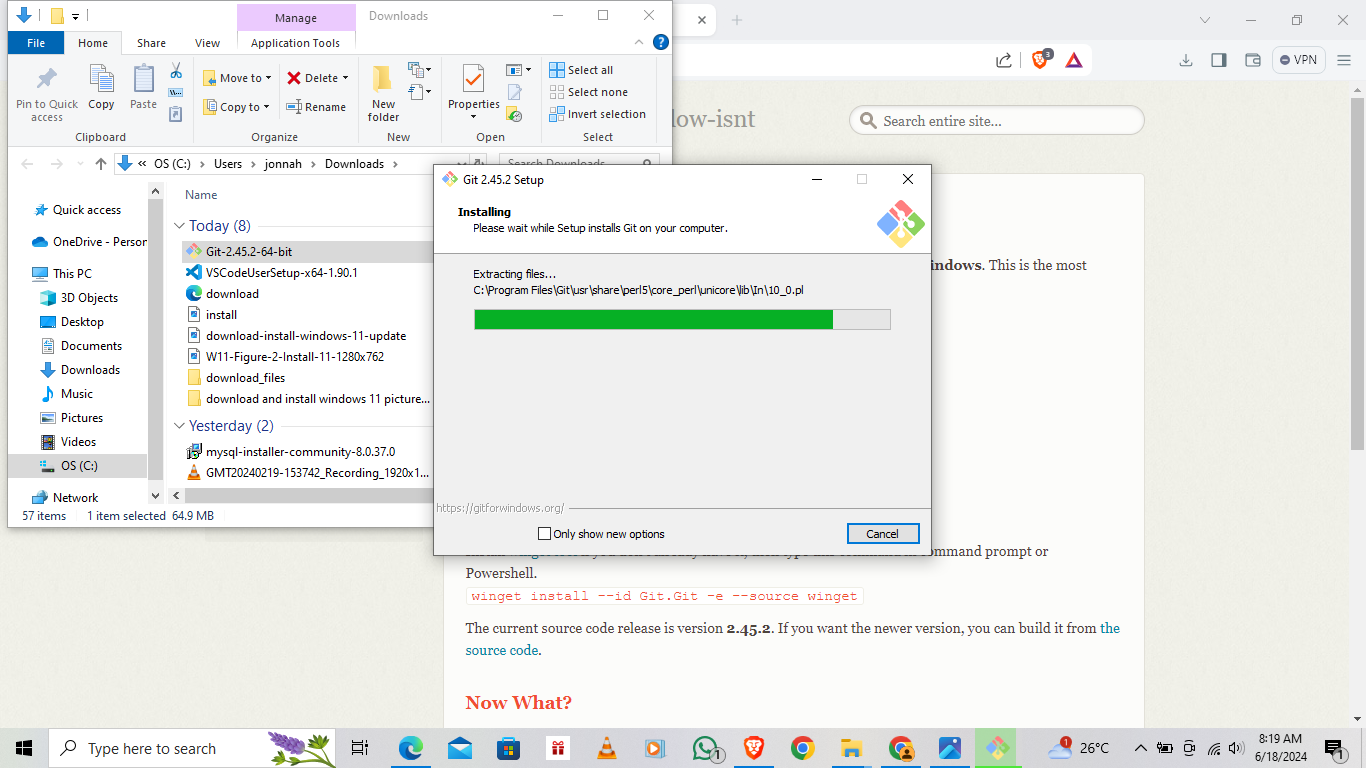 Manage
Downloads
File
Home
Share
View
Application Tools
Pin to Quick access
Copy
Paste
Move to
Copy to
Delete
Rename
New folder
Properties
Select all
Select none
Invert selection
Clipboard
Organize
New
Open
Select
« OS (C:) › Users › jonnah › Downloads ›
Search Downloads
Quick access
OneDrive - Person
This PC
3D Objects
Desktop
Documents
Downloads
Music
Pictures
Videos
OS (C:)
Network
Name
Today (8)
Git-2.45.2-64-bit
VSCodeUserSetup-x64-1.90.1
download
install
download-install-windows-11-update
W11-Figure-2-Install-11-1280x762
download_files
download and install windows 11 picture...
Yesterday (2)
mysql-installer-community-8.0.37.0
GMT20240219-153742_Recording_1920x1...
57 items
1 item selected 64.9 MB
Git 2.45.2 Setup
Installing
Please wait while Setup installs Git on your computer.
Extracting files...
C:\Program Files\Git\usr\share\perl5\core_perl\unicore\lib\In\10_0.pl
https://gitforwindows.org/
Only show new options
Cancel
3
VPN
low-isnt
Search entire site...
indows. This is the most
command prompt or
Powershell.
winget install --id Git.Git -e --source winget
The current source code release is version 2.45.2. If you want the newer version, you can build it from the
source code.
Now What?
Type here to search
1
1
26°C
8:19 AM
6/18/2024
1